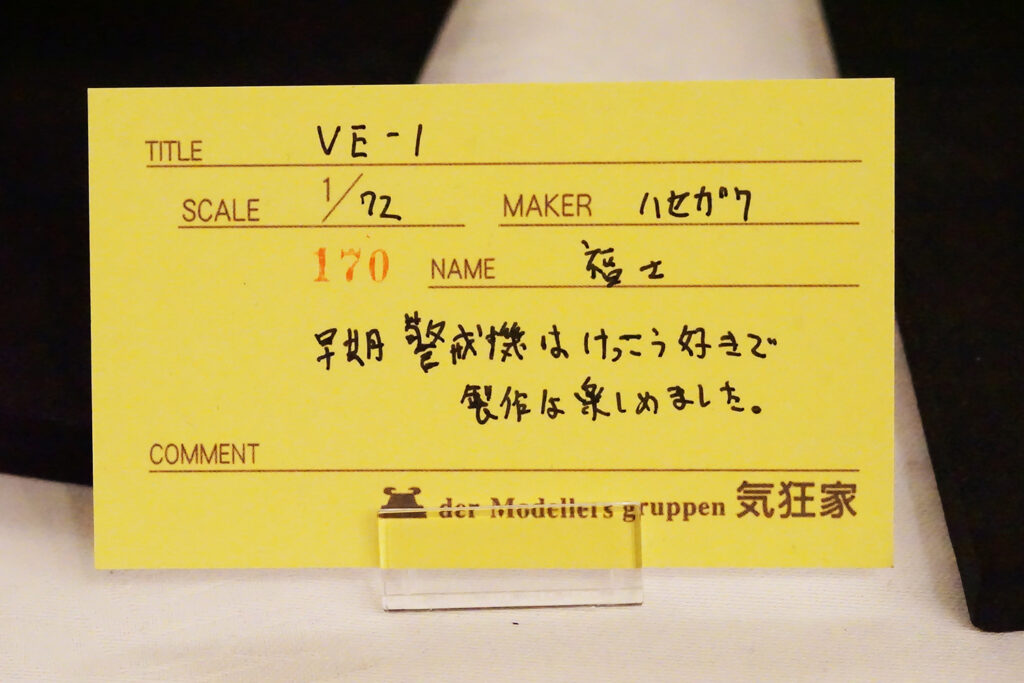 TITLE VE-1
SCALE 1/72 MAKER ハセガワ
170 NAME 福士
早期警戒機はけっこう好きで
製作は楽しめました。
COMMENT
der Modellers gruppen 気狂家